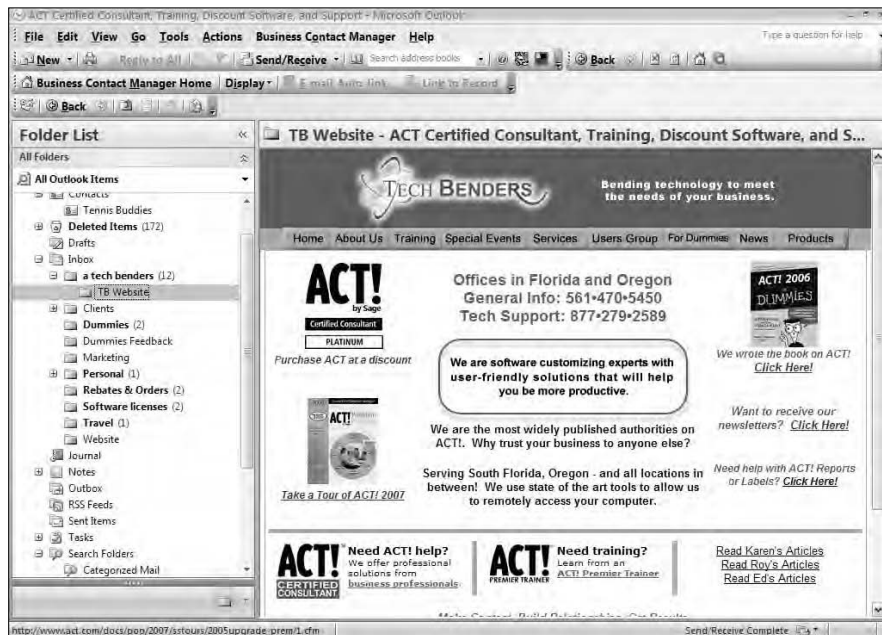 ACT Certified Consultant, Training, Discount Software, and Support - Microsoft Outlook
File Edit View Go Tools Actions Business Contact Manager Help
Type a question for help
New Reply to All Send/Receive Search address books Back
Business Contact Manager Home Display E-mail Auto-link Link to Record
Back
Folder List
All Folders
All Outlook Items
Contacts
Tennis Buddies
Deleted Items (172)
Drafts
Inbox
a tech benders (12)
TB Website
Clients
Dummies (2)
Dummies Feedback
Marketing
Personal (1)
Rebates & Orders (2)
Software licenses (2)
Travel (1)
Website
Journal
Notes
Outbox
RSS Feeds
Sent Items
Tasks
Search Folders
Categorized Mail
TB Website - ACT Certified Consultant, Training, Discount Software, and S...
TECH BENDERS
Bending technology to meet
the needs of your business.
Home About Us Training Special Events Services Users Group For Dummies News Products
ACT!
by Sage
Certified Consultant
PLATINUM
Purchase ACT at a discount
ACT!
Take a Tour of ACT! 2007
Offices in Florida and Oregon
General Info: 561•470•5450
Tech Support: 877•279•2589
We are software customizing experts with
user-friendly solutions that will help
you be more productive.
We are the most widely published authorities on
ACT!. Why trust your business to anyone else?
Serving South Florida, Oregon - and all locations in
between! We use state of the art tools to allow us
to remotely access your computer.
ACT! 2006
DUMMIES
We wrote the book on ACT!
Click Here!
Want to receive our
newsletters? Click Here!
Need help with ACT! Reports
or Labels? Click Here!
ACT!
CERTIFIED
CONSULTANT
Need ACT! help?
We offer professional
solutions from
business professionals
ACT!
PREMIER TRAINER
Need training?
Learn from an
ACT! Premier Trainer
Read Karen's Articles
Read Roy's Articles
Read Ed's Articles
http://www.act.com/docs/pop/2007/sstours/2005upgrade_prem/1.cfm
Send/Receive Complete